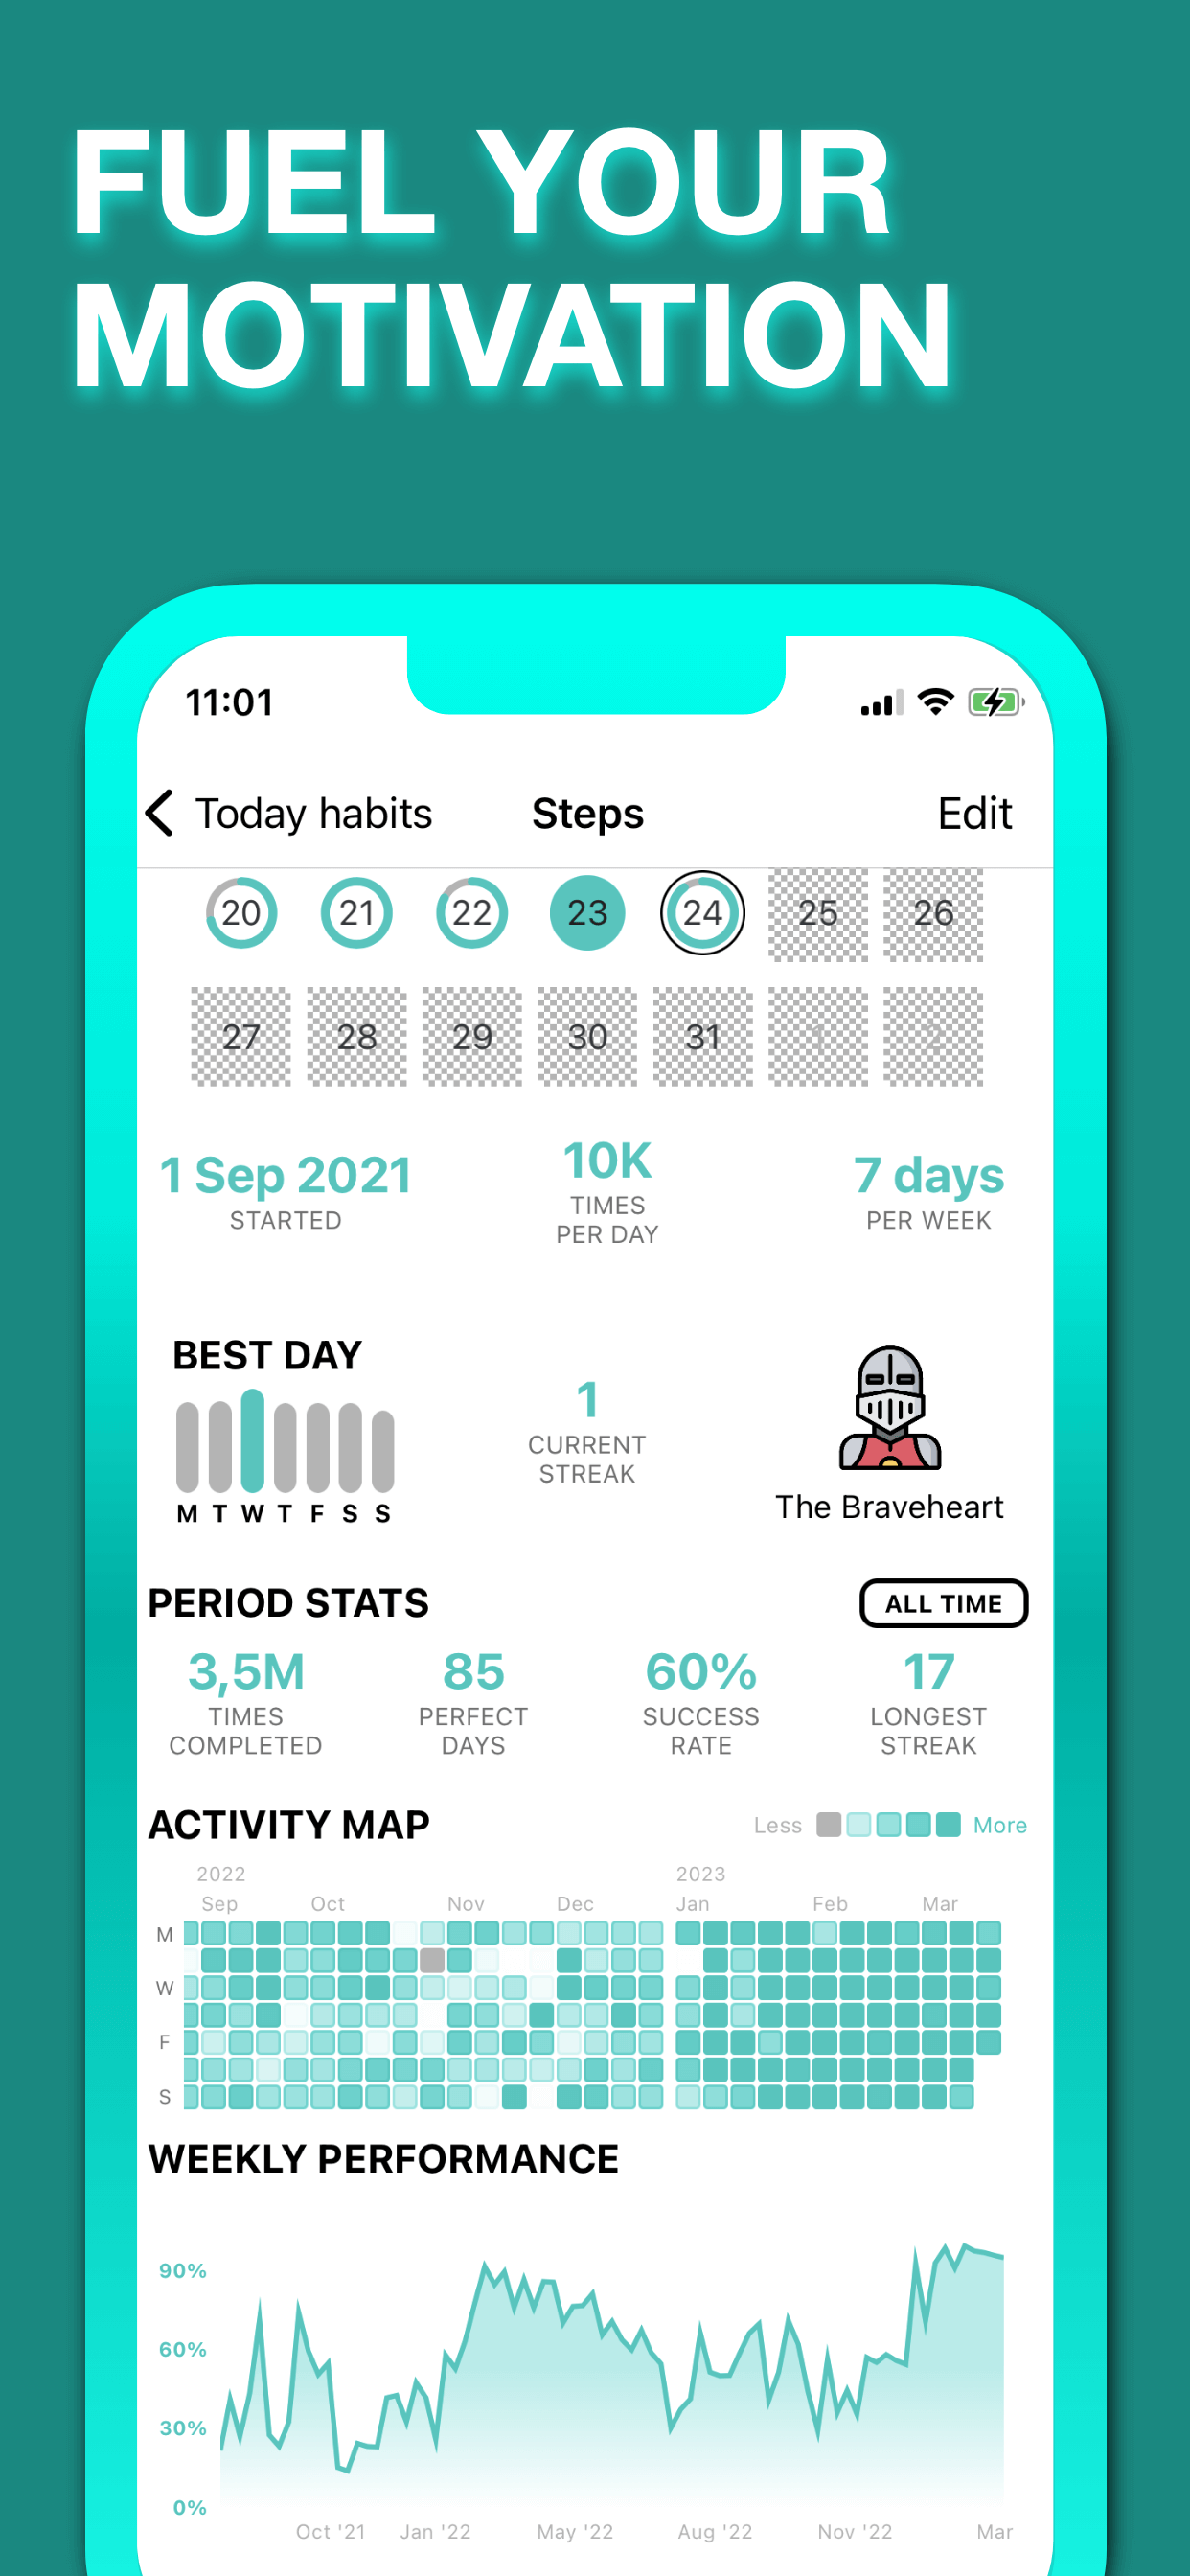 FUEL YOUR
MOTIVATION
11:01
Today habits Steps Edit
20 21 22 23 24 25 26
27 28 29 30 31 1 2
1 Sep 2021 10K 7 days
STARTED TIMES PER WEEK
PER DAY
BEST DAY
1
CURRENT
STREAK
The Braveheart
M T W T F S S
PERIOD STATS ALL TIME
3,5M 85 60% 17
TIMES PERFECT SUCCESS LONGEST
COMPLETED DAYS RATE STREAK
ACTIVITY MAP Less More
2022 2023
Sep Oct Nov Dec Jan Feb Mar
M
W
F
S
WEEKLY PERFORMANCE
90%
60%
30%
0%
Oct '21 Jan '22 May '22 Aug '22 Nov '22 Mar